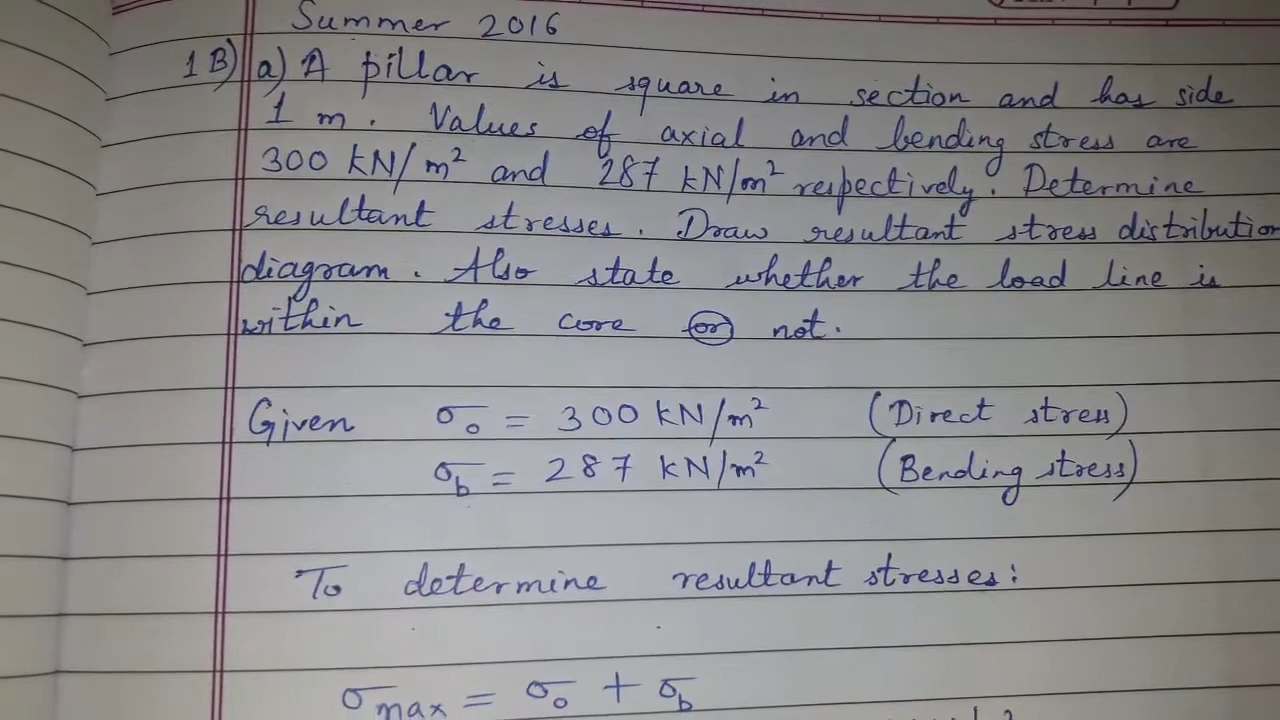 Summer 2016
1 B) a) A pillar is square in section and has side
1 m. Values of axial and bending stress are
300 KN/m² and 287 KN/m² respectively. Determine
resultant stresses. Draw resultant stress distribution
diagram. Also state whether the load line is
within the core or not.
Given σ₀ = 300 KN/m² (Direct stress)
σb = 287 KN/m² (Bending stress)
To determine resultant stresses:
σmax = σ₀ + σb